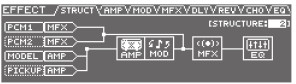 EFFECT / STRUCT AMP MOD MFX DLY REV CHO EQ
[STRUCTURE: 2]
PCM1 MFX
PCM2 MFX
MODEL AMP
PICKUP AMP
AMP MOD MFX EQ